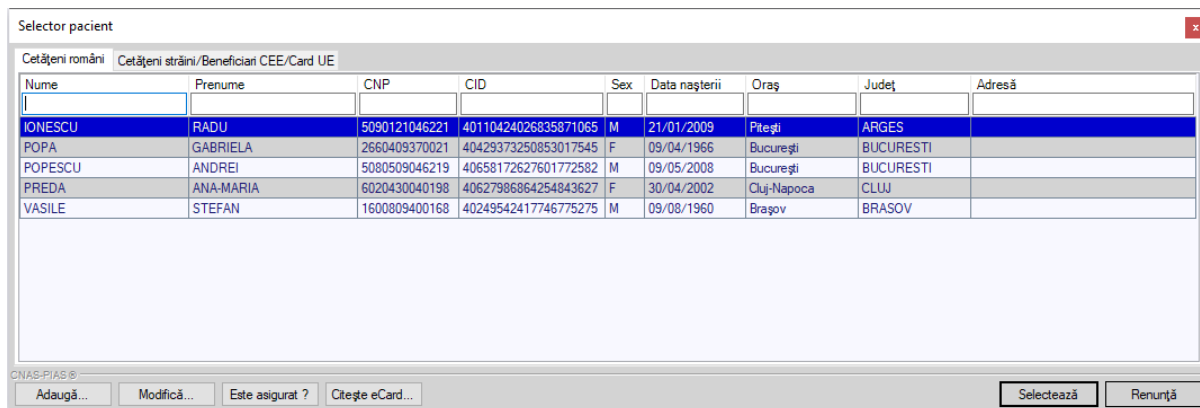 Selector pacient
x
Cetăţeni români Cetăţeni străini/Beneficiari CEE/Card UE
Nume Prenume CNP CID Sex Data naşterii Oraş Judeţ Adresă
IONESCU RADU 5090121046221 40110424026835871065 M 21/01/2009 Piteşti ARGES
POPA GABRIELA 2660409370021 40429373250853017545 F 09/04/1966 Bucureşti BUCURESTI
POPESCU ANDREI 5080509046219 40658172627601772582 M 09/05/2008 Bucureşti BUCURESTI
PREDA ANA-MARIA 6020430040198 40627986864254843627 F 30/04/2002 Cluj-Napoca CLUJ
VASILE STEFAN 1600809400168 40249542417746775275 M 09/08/1960 Braşov BRASOV
CNAS-PIAS ®
Adaugă... Modifică... Este asigurat ? Citeşte eCard... Selectează Renunţă